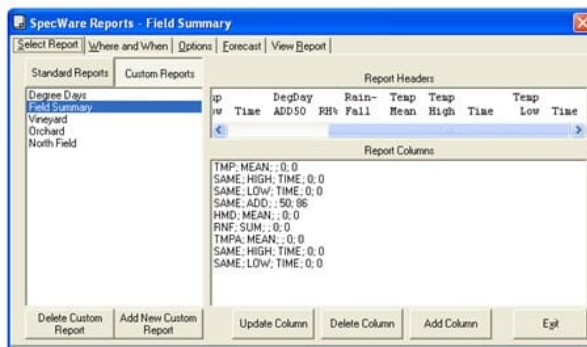 SpecWare Reports - Field Summary
Select Report Where and When Options Forecast View Report
Standard Reports Custom Reports
Degree Days
Field Summary
Vineyard
Orchard
North Field
Report Headers
DegDay Rain- Temp Temp Temp
Time ADD50 RH% Fall Mean High Time Low Time
Report Columns
TMP; MEAN; ; 0; 0
SAME; HIGH; TIME; 0; 0
SAME; LOW; TIME; 0; 0
SAME; ADD; ; 50; 86
HMD; MEAN; ; 0; 0
RNF; SUM; ; 0; 0
TMPA; MEAN; ; 0; 0
SAME; HIGH; TIME; 0; 0
SAME; LOW; TIME; 0; 0
Delete Custom Report
Add New Custom Report
Update Column
Delete Column
Add Column
Exit